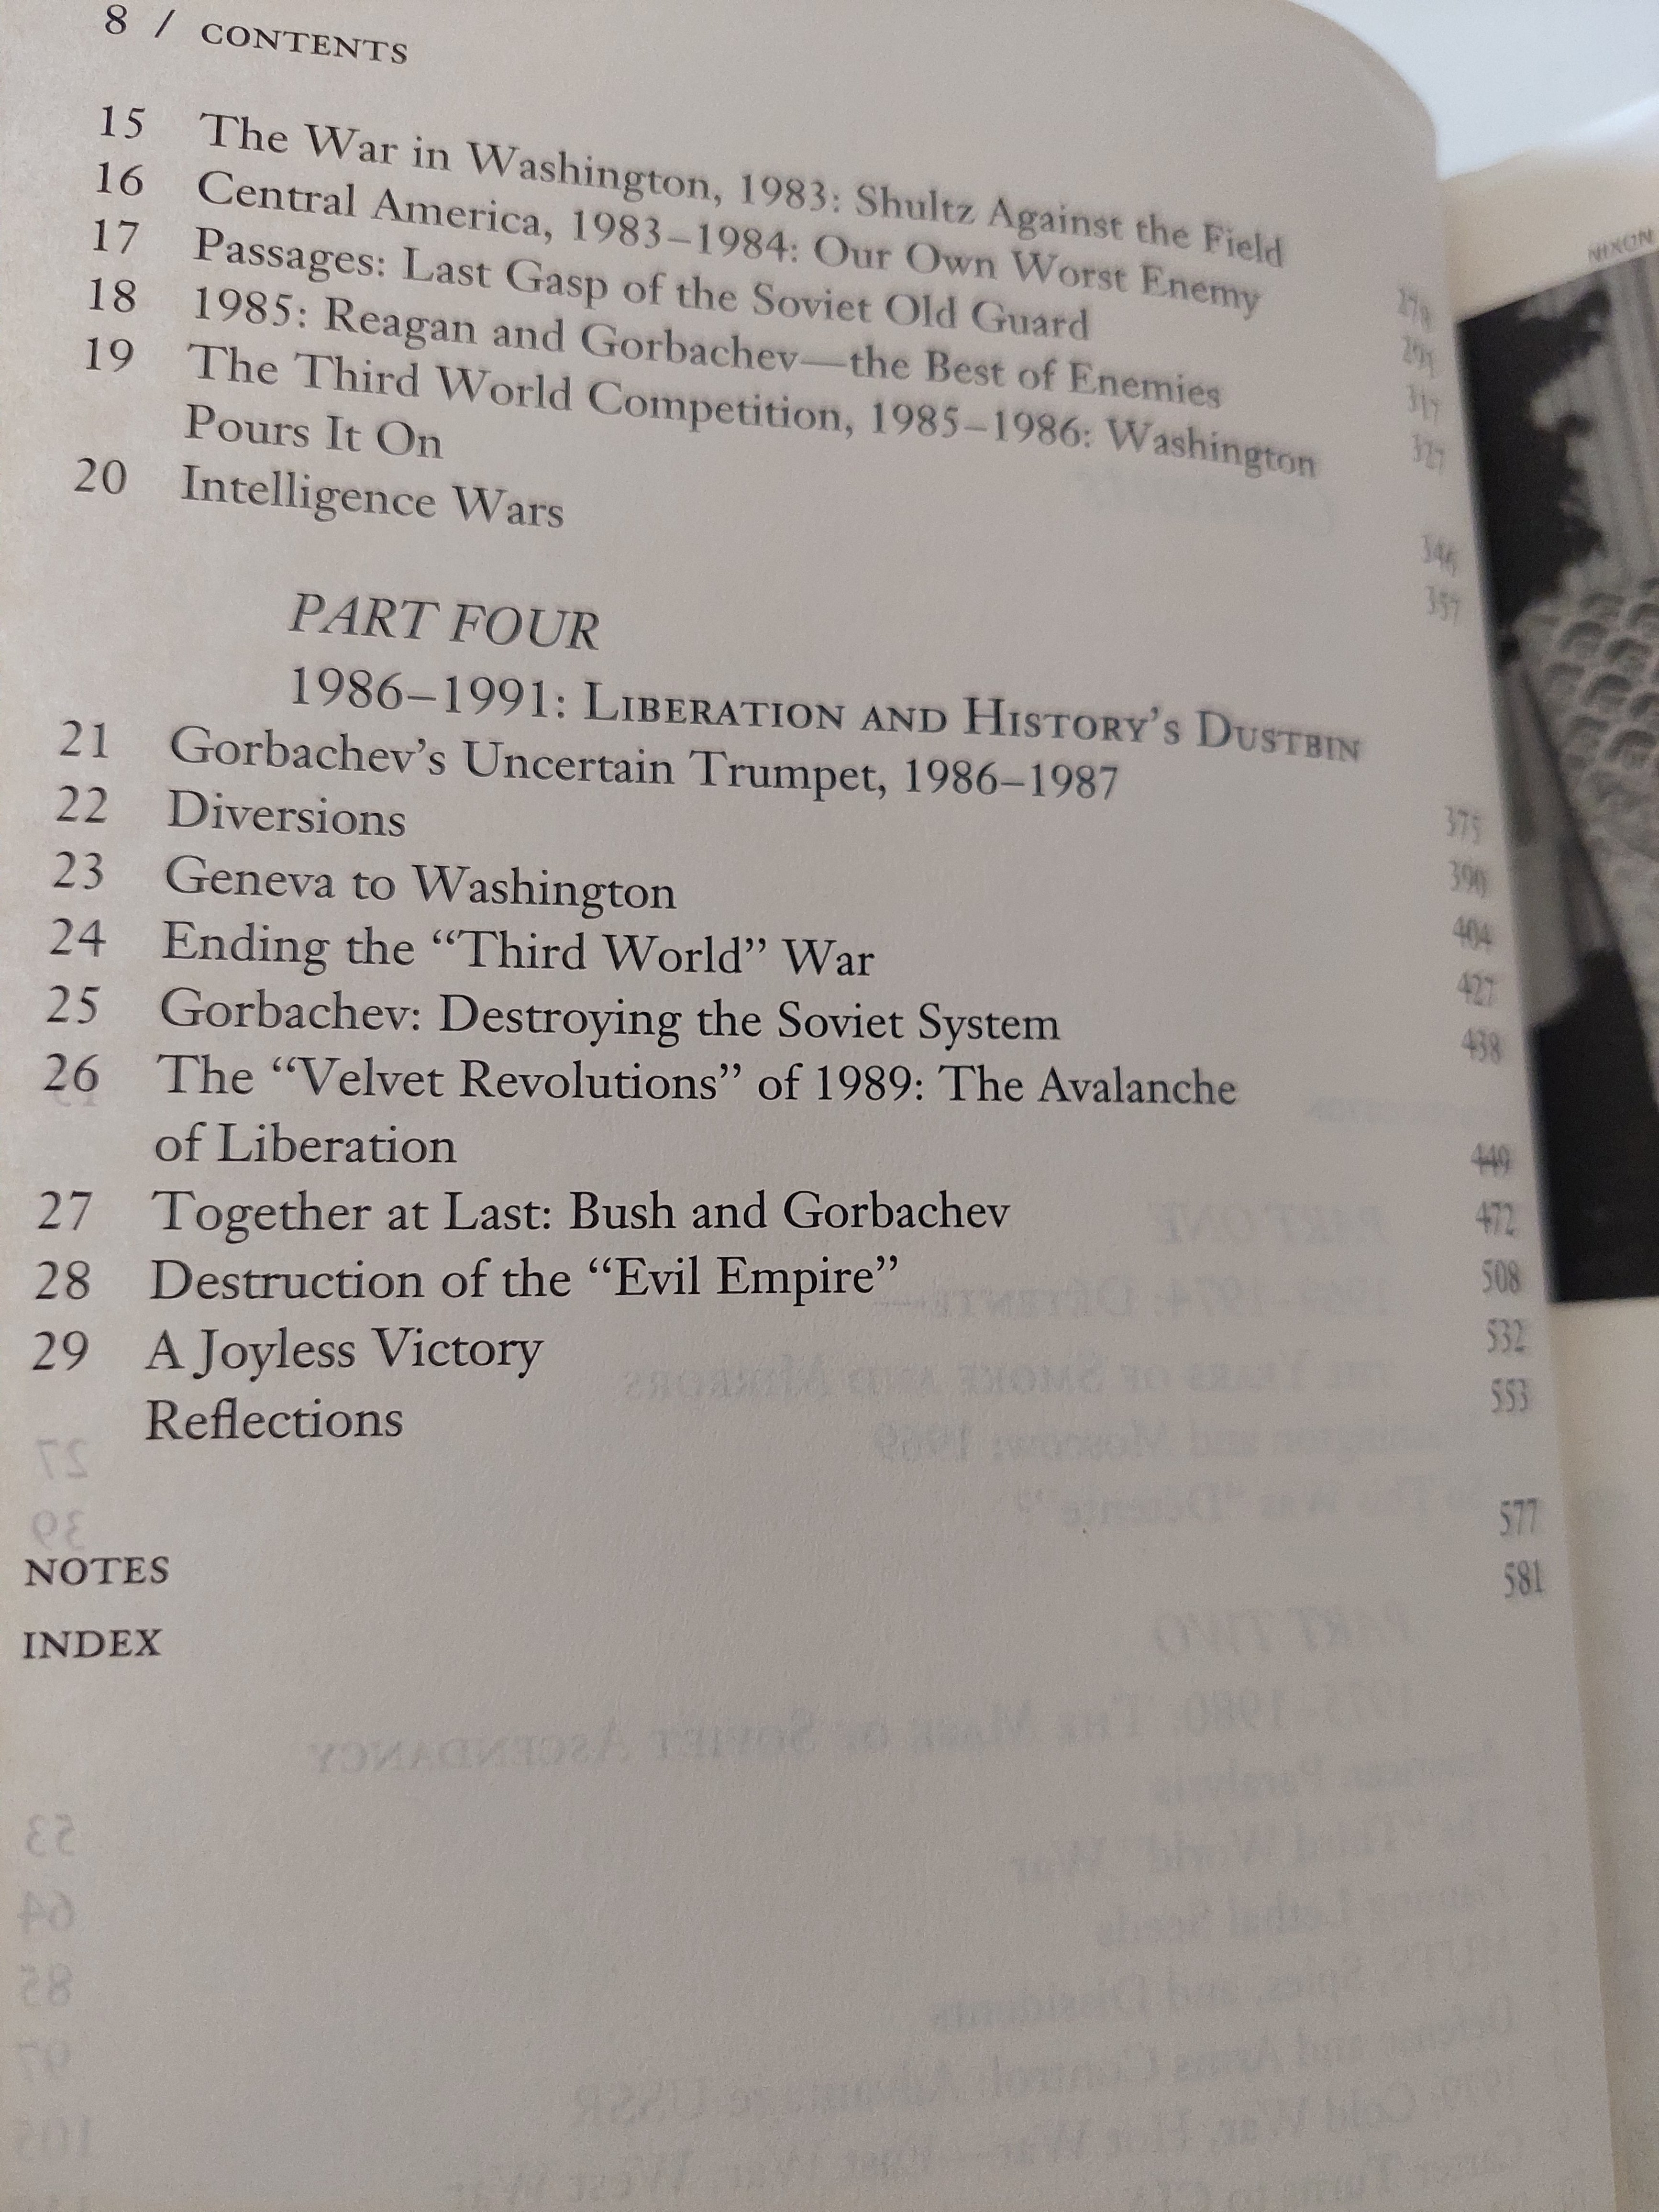 8 / CONTENTS
15 The War in Washington, 1983: Shultz Against the Field
16 Central America, 1983–1984: Our Own Worst Enemy
17 Passages: Last Gasp of the Soviet Old Guard 317
18 1985: Reagan and Gorbachev—the Best of Enemies 327
19 The Third World Competition, 1985–1986: Washington
Pours It On 346
20 Intelligence Wars 357
PART FOUR
1986–1991: LIBERATION AND HISTORY’S DUSTBIN
21 Gorbachev’s Uncertain Trumpet, 1986–1987 375
22 Diversions 390
23 Geneva to Washington 404
24 Ending the “Third World” War 427
25 Gorbachev: Destroying the Soviet System 438
26 The “Velvet Revolutions” of 1989: The Avalanche
of Liberation 449
27 Together at Last: Bush and Gorbachev 472
28 Destruction of the “Evil Empire” 508
29 A Joyless Victory 532
Reflections 553
NOTES 577
INDEX 581
NIXON